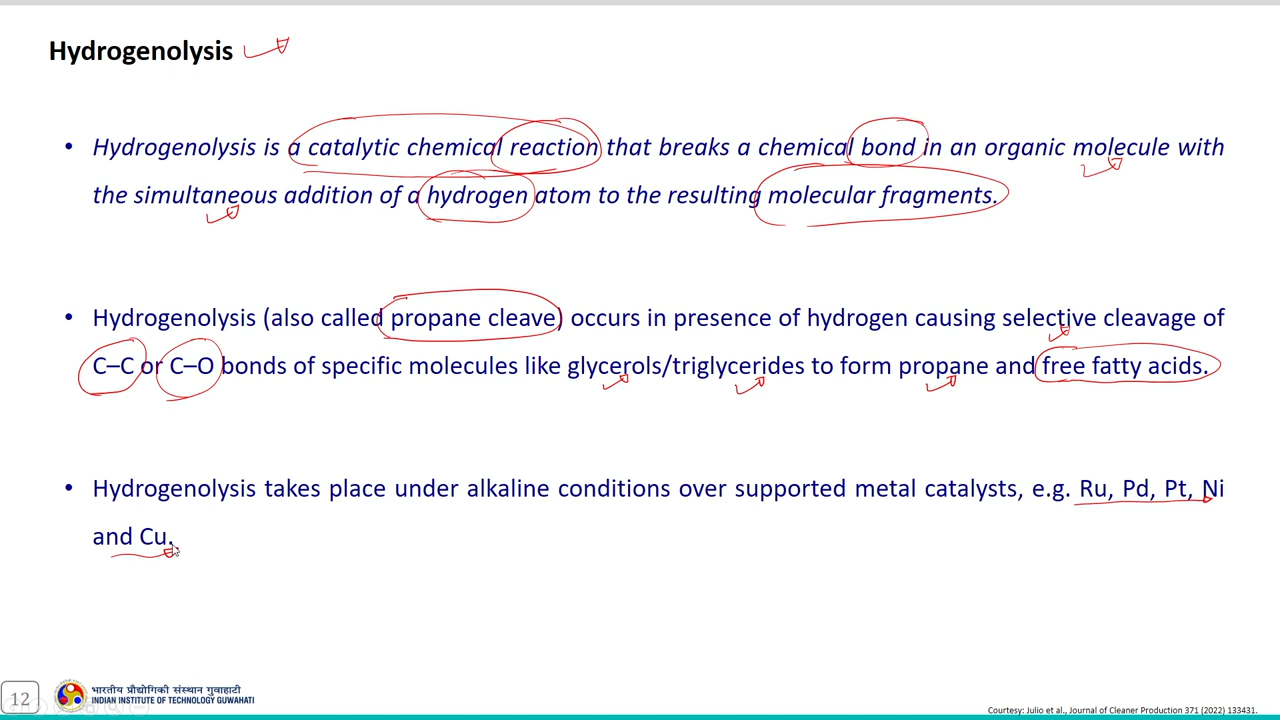 Hydrogenolysis
• Hydrogenolysis is a catalytic chemical reaction that breaks a chemical bond in an organic molecule with
the simultaneous addition of a hydrogen atom to the resulting molecular fragments.
• Hydrogenolysis (also called propane cleave) occurs in presence of hydrogen causing selective cleavage of
C–C or C–O bonds of specific molecules like glycerols/triglycerides to form propane and free fatty acids.
• Hydrogenolysis takes place under alkaline conditions over supported metal catalysts, e.g. Ru, Pd, Pt, Ni
and Cu.
12
भारतीय प्रौद्योगिकी संस्थान गुवाहाटी
INDIAN INSTITUTE OF TECHNOLOGY GUWAHATI
Courtesy: Julio et al., Journal of Cleaner Production 371 (2022) 133431.